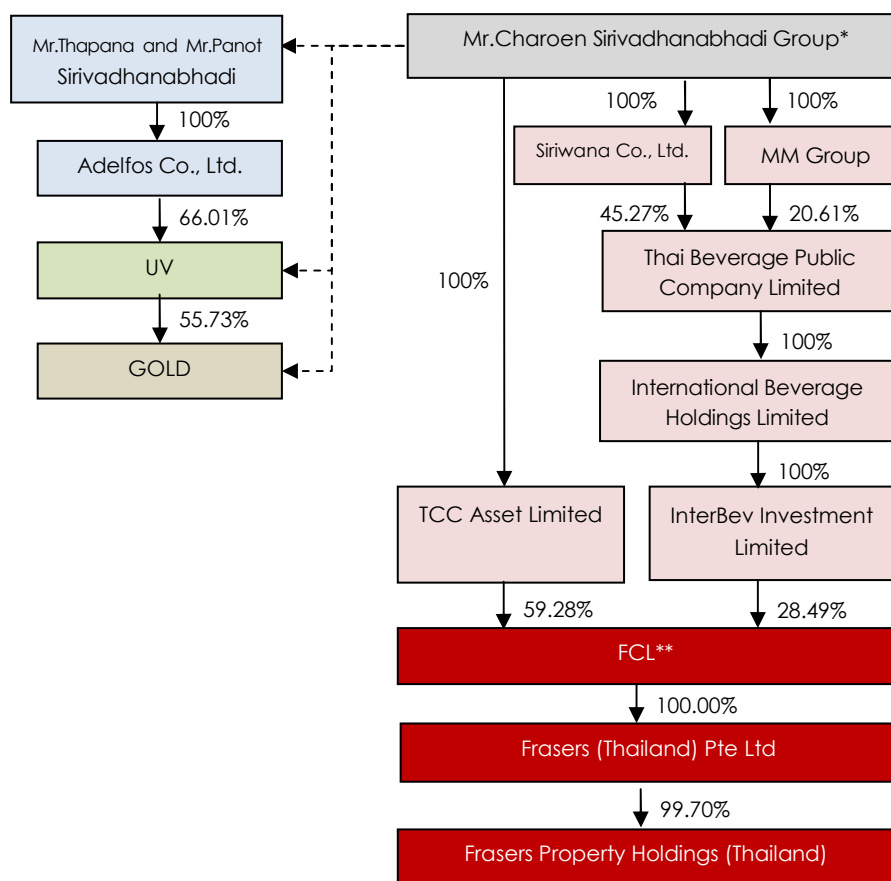 Mr.Thapana and Mr.Panot
Sirivadhanabhadi
Mr.Charoen Sirivadhanabhadi Group*
100%
100%
100%
Adelfos Co., Ltd.
Siriwana Co., Ltd.
MM Group
66.01%
45.27%
20.61%
UV
Thai Beverage Public
Company Limited
100%
55.73%
100%
GOLD
International Beverage
Holdings Limited
100%
TCC Asset Limited
InterBev Investment
Limited
59.28%
28.49%
FCL**
100.00%
Frasers (Thailand) Pte Ltd
99.70%
Frasers Property Holdings (Thailand)